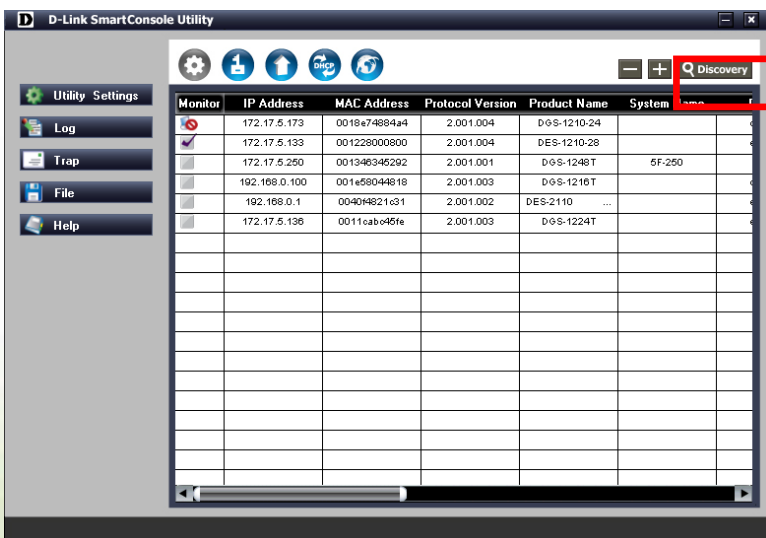 D D-Link SmartConsole Utility
DHCP
Discovery
Utility Settings
Log
Trap
File
Help
Monitor IP Address MAC Address Protocol Version Product Name System Name
172.17.5.173 0018e74884a4 2.001.004 DGS-1210-24
172.17.5.133 001228000800 2.001.004 DES-1210-28
172.17.5.250 001346345292 2.001.001 DGS-1248T 5F-250
192.168.0.100 001e58044818 2.001.003 DGS-1216T
192.168.0.1 0040f4821c31 2.001.002 DES-2110 ...
172.17.5.136 0011cabc45fe 2.001.003 DGS-1224T